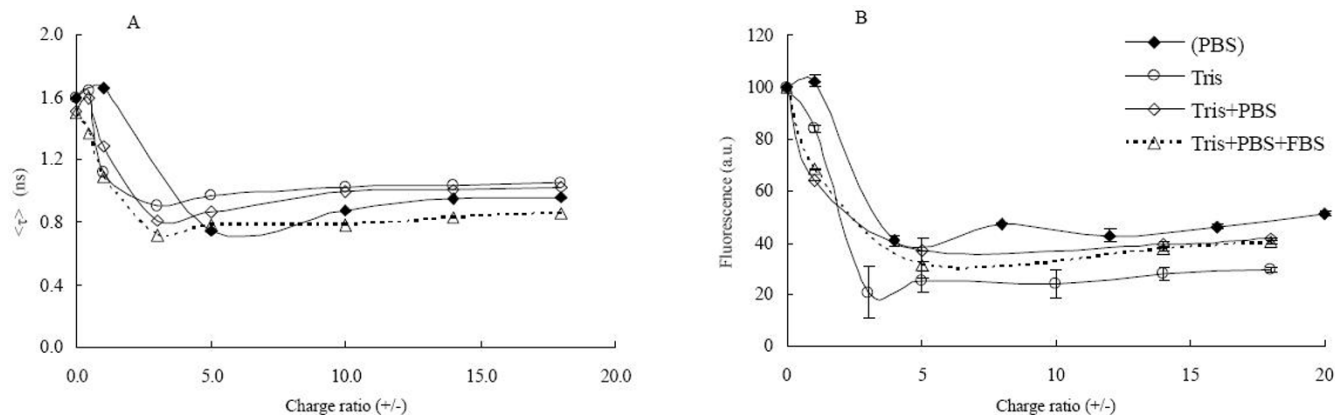 A
2.0
1.6
1.2
0.8
0.4
0.0
<τ> (ns)
0.0 5.0 10.0 15.0 20.0
Charge ratio (+/-)
B
120
100
80
60
40
20
0
Fluorescence (a.u.)
0 5 10 15 20
Charge ratio (+/-)
(PBS)
Tris
Tris+PBS
Tris+PBS+FBS